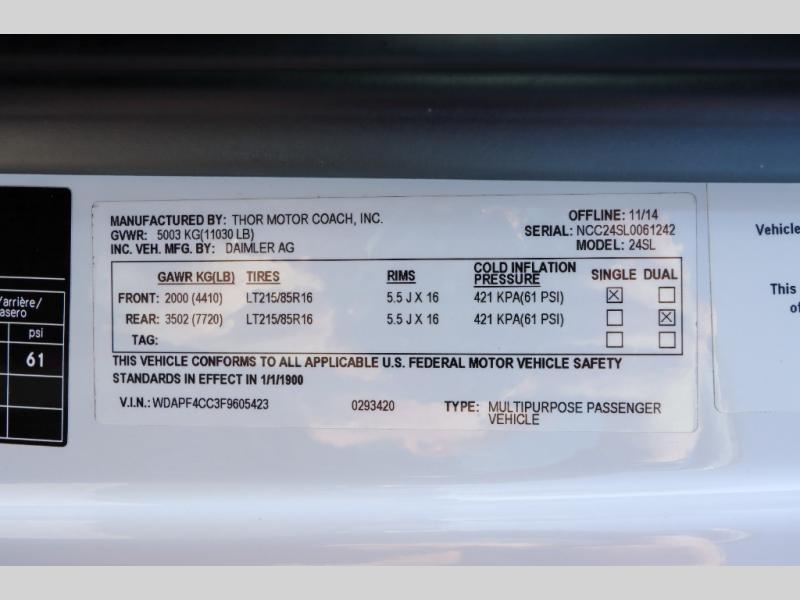 MANUFACTURED BY: THOR MOTOR COACH, INC.
OFFLINE: 11/14
GVWR: 5003 KG(11030 LB)
SERIAL: NCC24SL0061242
INC. VEH. MFG. BY: DAIMLER AG
MODEL: 24SL
GAWR KG(LB) TIRES RIMS COLD INFLATION PRESSURE SINGLE DUAL
FRONT: 2000 (4410) LT215/85R16 5.5 J X 16 421 KPA(61 PSI) ☒ ☐
REAR: 3502 (7720) LT215/85R16 5.5 J X 16 421 KPA(61 PSI) ☐ ☒
TAG: ☐ ☐
THIS VEHICLE CONFORMS TO ALL APPLICABLE U.S. FEDERAL MOTOR VEHICLE SAFETY
STANDARDS IN EFFECT IN 1/1/1900
V.I.N.: WDAPF4CC3F9605423 0293420 TYPE: MULTIPURPOSE PASSENGER
VEHICLE
/arrière/
asero
psi
61
Vehicle
This
of